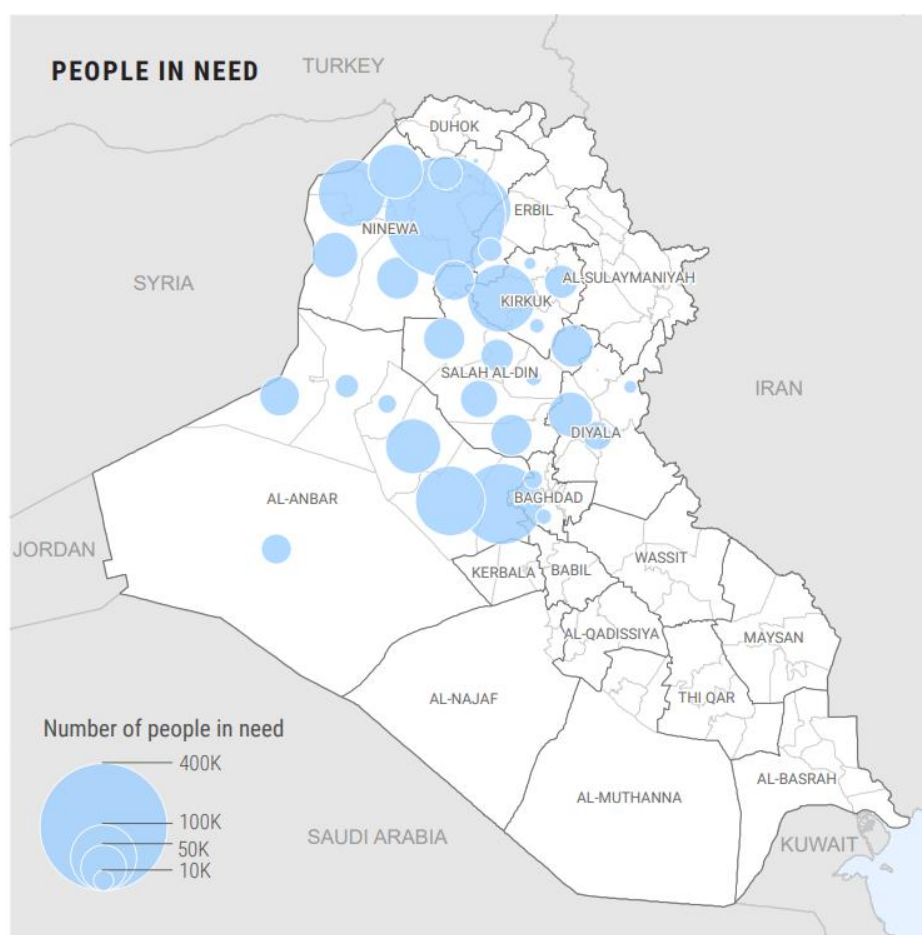 PEOPLE IN NEED
TURKEY
DUHOK
ERBIL
NINEWA
AL-SULAYMANIYAH
SYRIA
KIRKUK
SALAH AL-DIN
IRAN
DIYALA
AL-ANBAR
BAGHDAD
JORDAN
WASSIT
KERBALA
BABIL
AL-QADISSIYA
MAYSAN
AL-NAJAF
THI QAR
Number of people in need
400K
AL-BASRAH
AL-MUTHANNA
100K
SAUDI ARABIA
KUWAIT
50K
10K